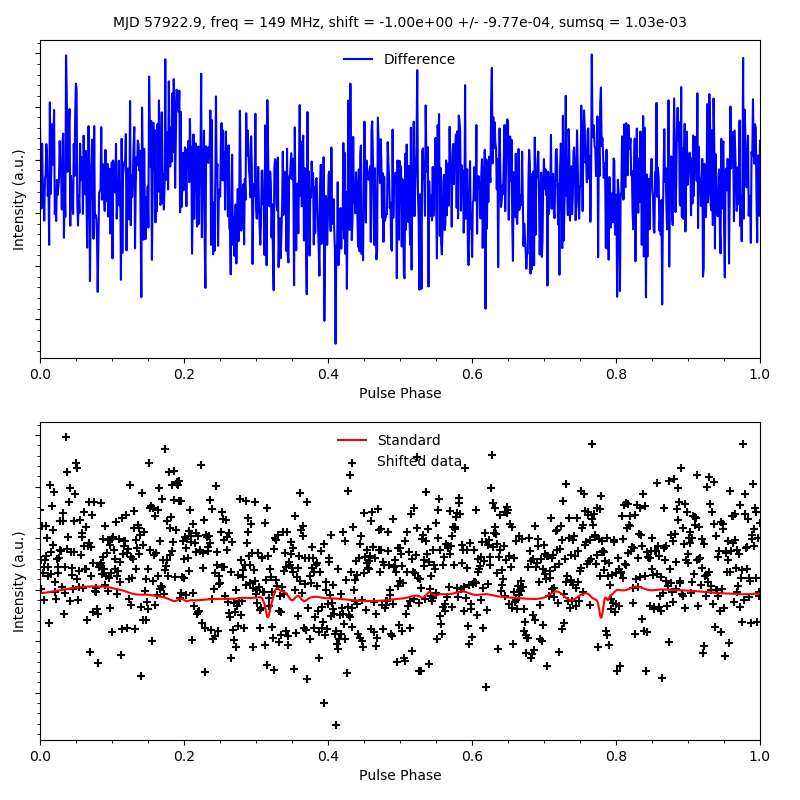 MJD 57922.9, freq = 149 MHz, shift = -1.00e+00 +/- -9.77e-04, sumsq = 1.03e-03
Difference
Intensity (a.u.)
0.0 0.2 0.4 0.6 0.8 1.0
Pulse Phase
Standard
Shifted data
Intensity (a.u.)
0.0 0.2 0.4 0.6 0.8 1.0
Pulse Phase